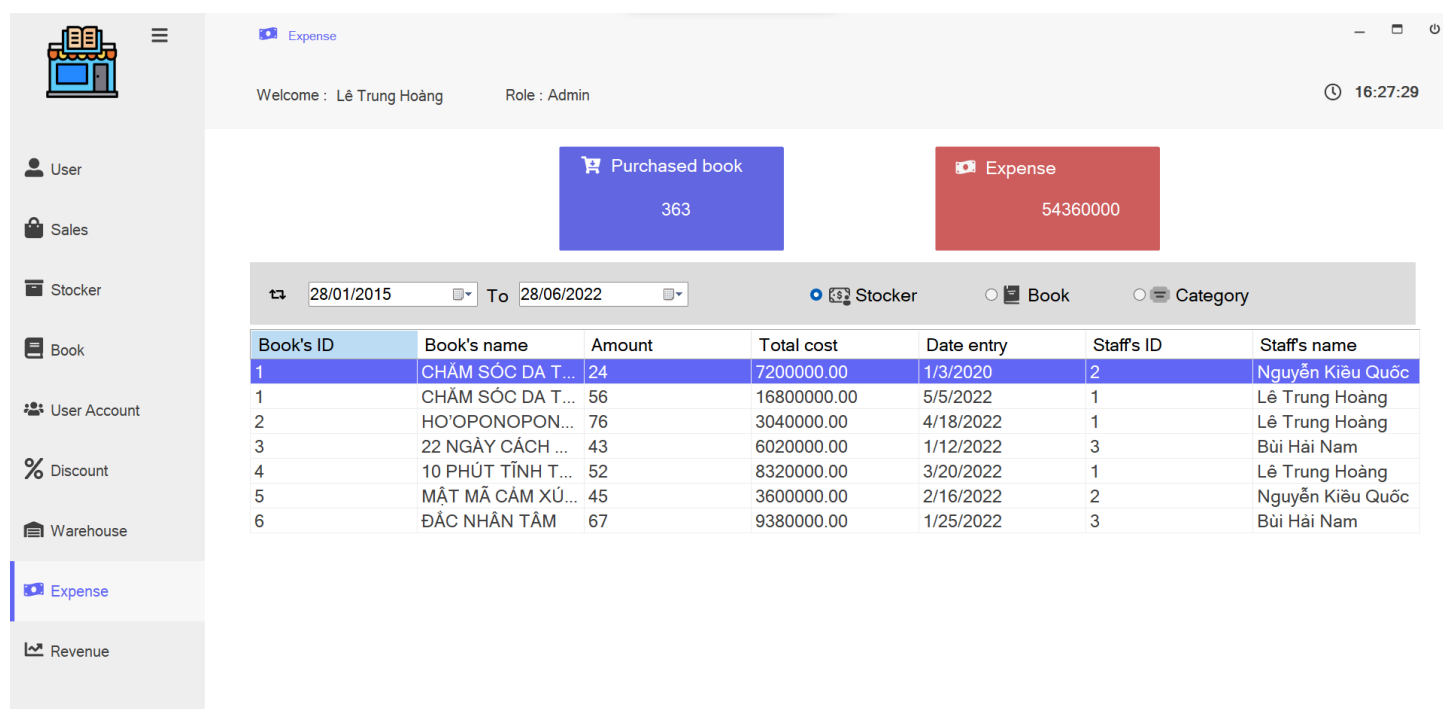 Expense
Welcome : Lê Trung Hoàng Role : Admin 16:27:29
User
Sales
Stocker
Book
User Account
Discount
Warehouse
Expense
Revenue
Purchased book
363
Expense
54360000
28/01/2015 To 28/06/2022 Stocker Book Category
Book's ID Book's name Amount Total cost Date entry Staff's ID Staff's name
1 CHĂM SÓC DA T... 24 7200000.00 1/3/2020 2 Nguyễn Kiều Quốc
1 CHĂM SÓC DA T... 56 16800000.00 5/5/2022 1 Lê Trung Hoàng
2 HO'OPONOPON... 76 3040000.00 4/18/2022 1 Lê Trung Hoàng
3 22 NGÀY CÁCH ... 43 6020000.00 1/12/2022 3 Bùi Hải Nam
4 10 PHÚT TĨNH T... 52 8320000.00 3/20/2022 1 Lê Trung Hoàng
5 MẬT MÃ CẢM XÚ... 45 3600000.00 2/16/2022 2 Nguyễn Kiều Quốc
6 ĐẮC NHÂN TÂM 67 9380000.00 1/25/2022 3 Bùi Hải Nam